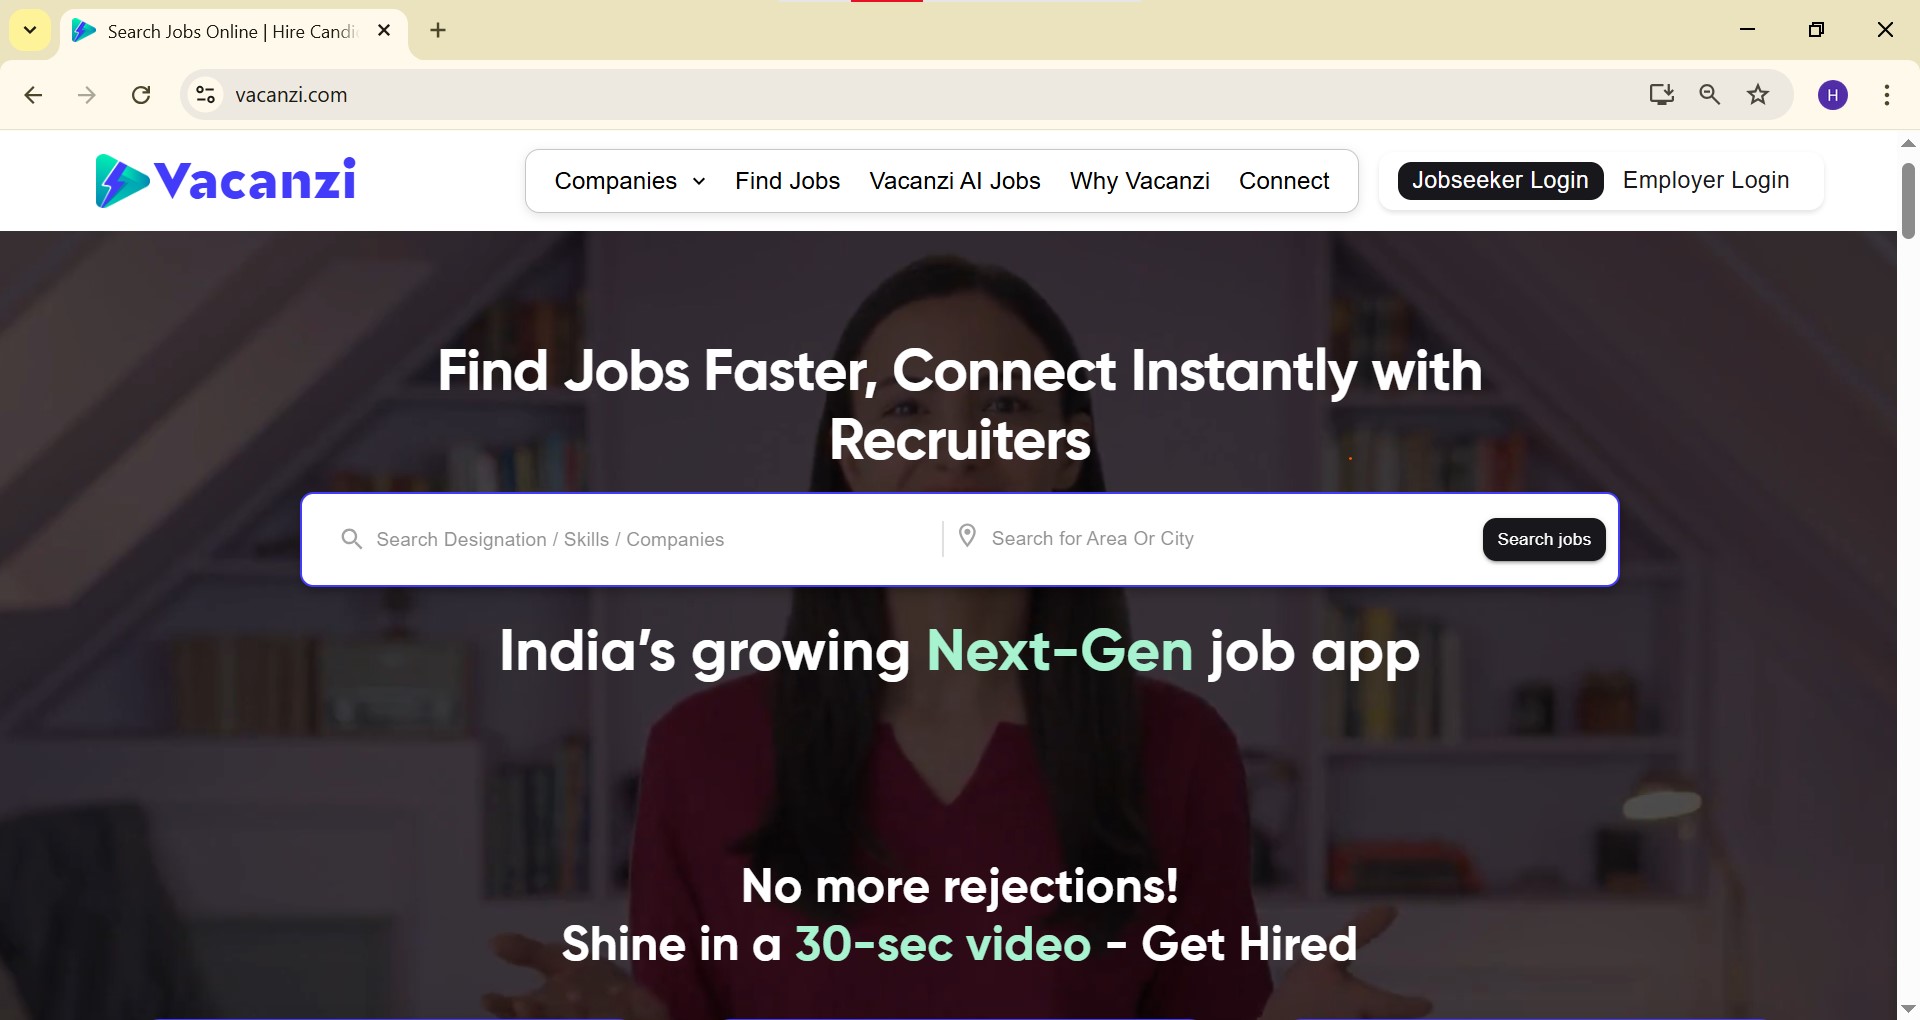 Search Jobs Online | Hire Candi
vacanzi.com
H
Vacanzi
Companies Find Jobs Vacanzi AI Jobs Why Vacanzi Connect
Jobseeker Login Employer Login
Find Jobs Faster, Connect Instantly with
Recruiters
Search Designation / Skills / Companies
Search for Area Or City
Search jobs
India’s growing Next-Gen job app
No more rejections!
Shine in a 30-sec video - Get Hired